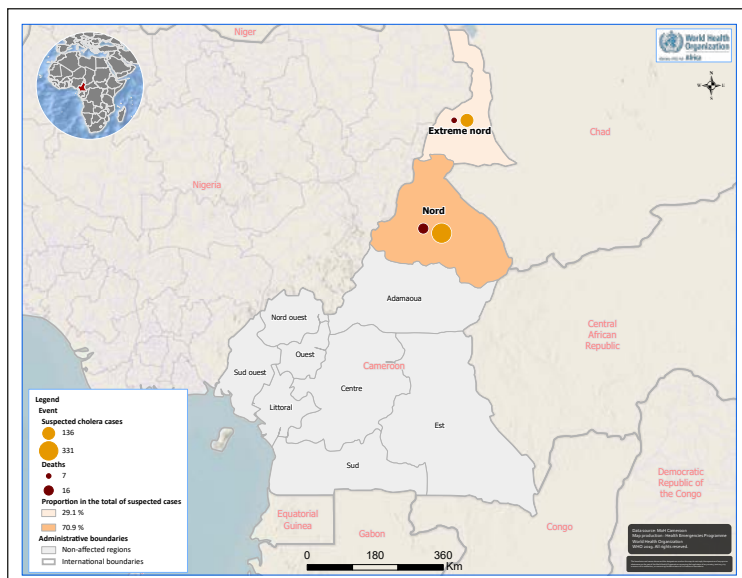 Niger
World Health
Organization
Africa
N
W
E
S
Extreme nord
Chad
Nigeria
Nord
Adamaoua
Nord ouest
Central
African
Republic
Ouest
Sud ouest
Cameroon
Centre
Littoral
Est
Sud
Equatorial
Guinea
Gabon
Congo
Democratic
Republic of
the Congo
Legend
Event
Suspected cholera cases
136
331
Deaths
7
16
Proportion in the total of suspected cases
29.1 %
70.9 %
Administrative boundaries
Non-affected regions
International boundaries
0 180 360
Km
Data source: MoH Cameroon
Map production: Health Emergencies Programme
World Health Organization